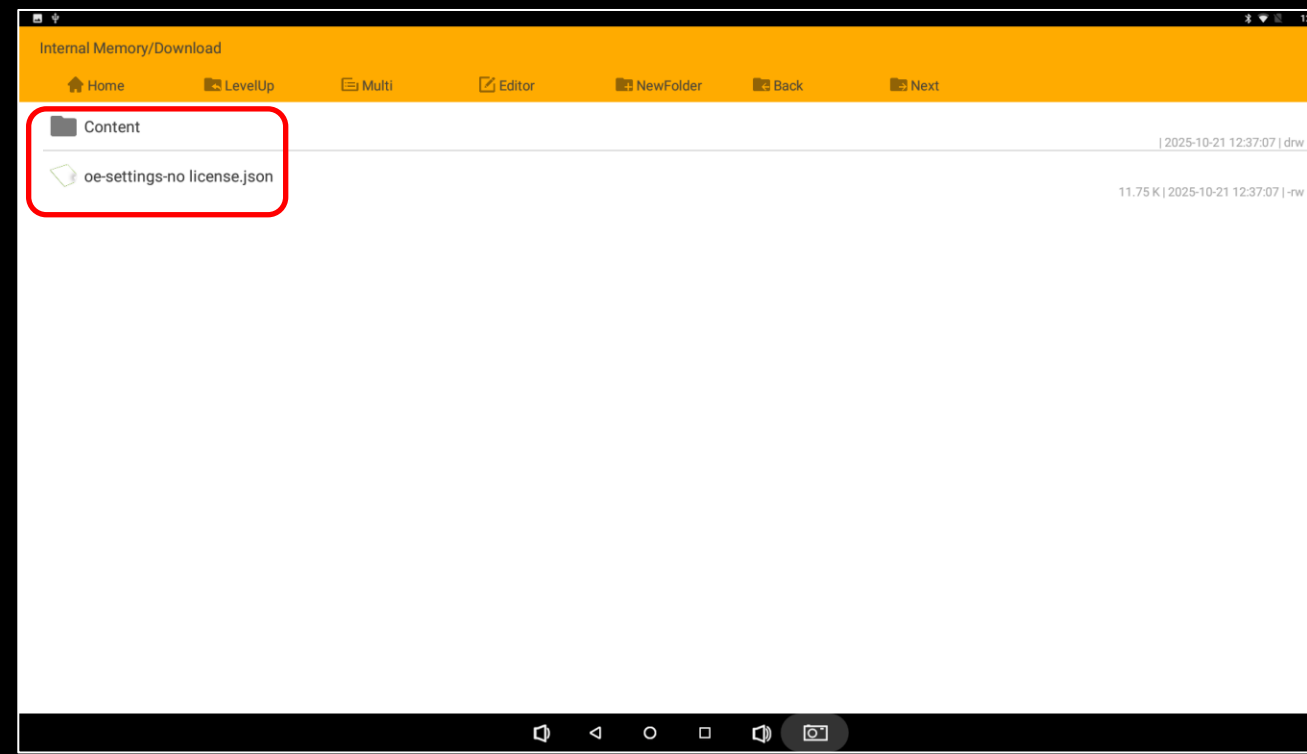 Internal Memory/Download
Home LevelUp Multi Editor NewFolder Back Next
Content
| 2025-10-21 12:37:07 | drw
oe-settings-no license.json
11.75 K | 2025-10-21 12:37:07 | -rw